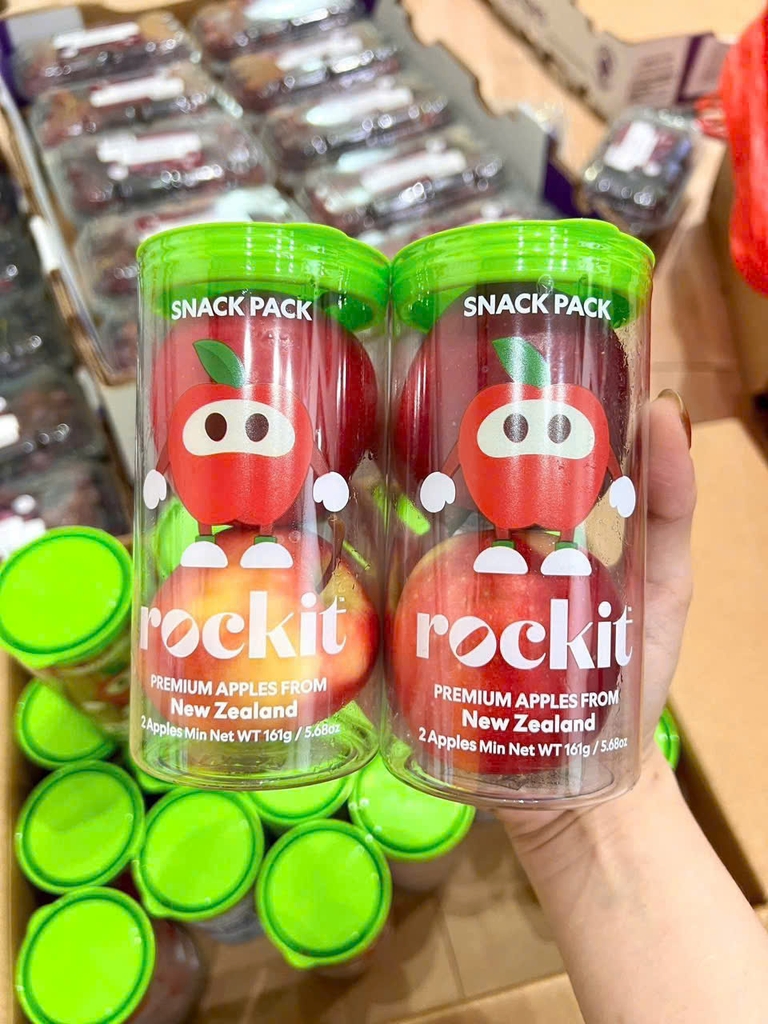 SNACK PACK
rockit
PREMIUM APPLES FROM
New Zealand
2 Apples Min Net WT 161g / 5.68oz
SNACK PACK
rockit
PREMIUM APPLES FROM
New Zealand
2 Apples Min Net WT 161g / 5.68oz